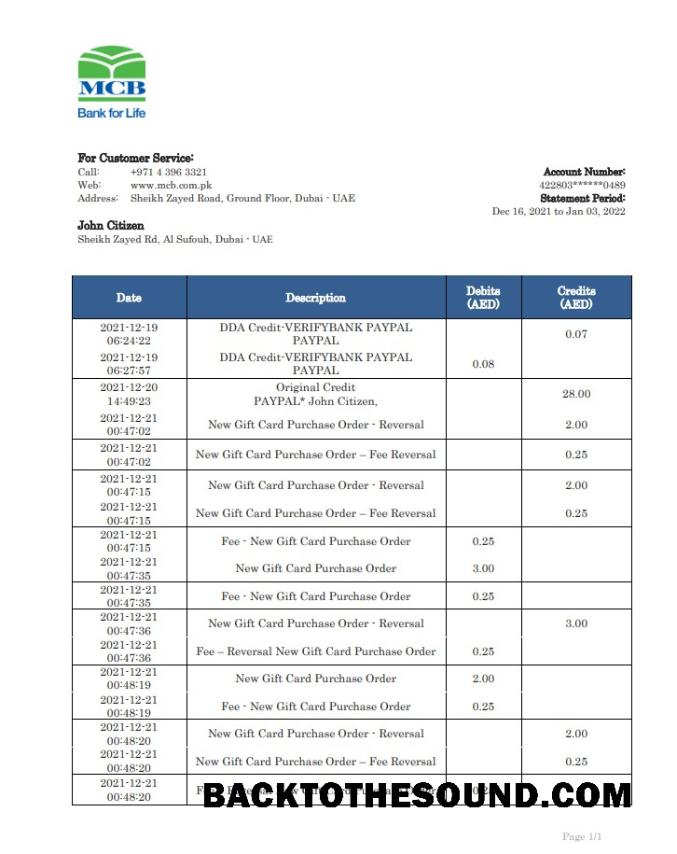 MCB
Bank for Life
For Customer Service:
Call: +971 4 396 3321
Web: www.mcb.com.pk
Address: Sheikh Zayed Road, Ground Floor, Dubai - UAE
Account Number:
422803******0489
Statement Period:
Dec 16, 2021 to Jan 03, 2022
John Citizen
Sheikh Zayed Rd, Al Sufouh, Dubai - UAE
Date Description Debits (AED) Credits (AED)
2021-12-19 06:24:22 DDA Credit-VERIFYBANK PAYPAL PAYPAL 0.07
2021-12-19 06:27:57 DDA Credit-VERIFYBANK PAYPAL PAYPAL 0.08
2021-12-20 14:49:23 Original Credit PAYPAL* John Citizen, 28.00
2021-12-21 00:47:02 New Gift Card Purchase Order - Reversal 2.00
2021-12-21 00:47:02 New Gift Card Purchase Order – Fee Reversal 0.25
2021-12-21 00:47:15 New Gift Card Purchase Order - Reversal 2.00
2021-12-21 00:47:15 New Gift Card Purchase Order – Fee Reversal 0.25
2021-12-21 00:47:15 Fee - New Gift Card Purchase Order 0.25
2021-12-21 00:47:35 New Gift Card Purchase Order 3.00
2021-12-21 00:47:35 Fee - New Gift Card Purchase Order 0.25
2021-12-21 00:47:36 New Gift Card Purchase Order - Reversal 3.00
2021-12-21 00:47:36 Fee – Reversal New Gift Card Purchase Order 0.25
2021-12-21 00:48:19 New Gift Card Purchase Order 2.00
2021-12-21 00:48:19 Fee - New Gift Card Purchase Order 0.25
2021-12-21 00:48:20 New Gift Card Purchase Order - Reversal 2.00
2021-12-21 00:48:20 New Gift Card Purchase Order – Fee Reversal 0.25
2021-12-21 00:48:20
BACKTOTHESOUND.COM
Page 1/1